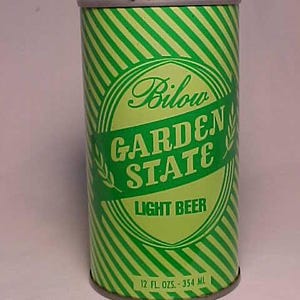 Bilow
GARDEN
STATE
LIGHT BEER
12 FL. OZS. - 354 ML